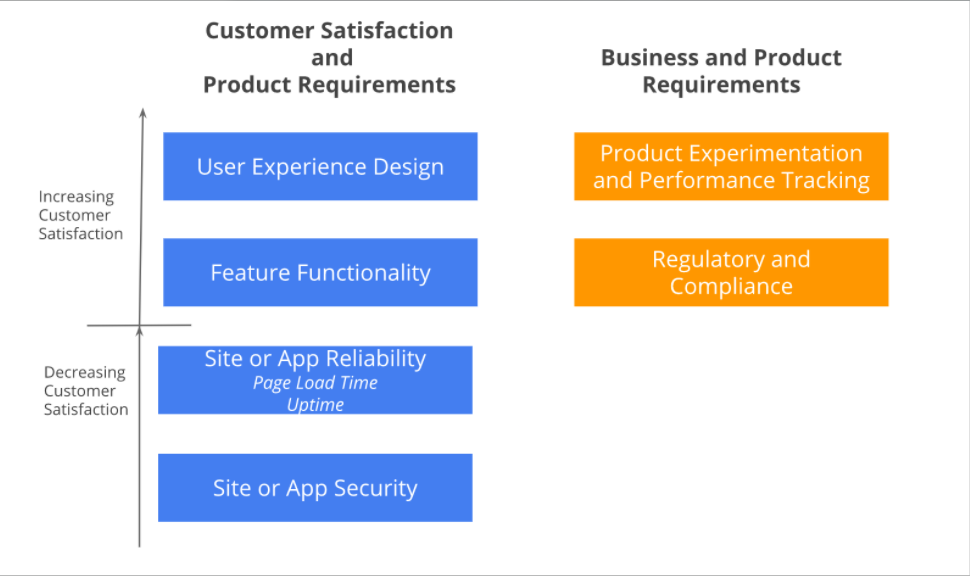 Customer Satisfaction
and
Product Requirements
Business and Product
Requirements
Increasing
Customer
Satisfaction
User Experience Design
Product Experimentation
and Performance Tracking
Feature Functionality
Regulatory and
Compliance
Decreasing
Customer
Satisfaction
Site or App Reliability
Page Load Time
Uptime
Site or App Security